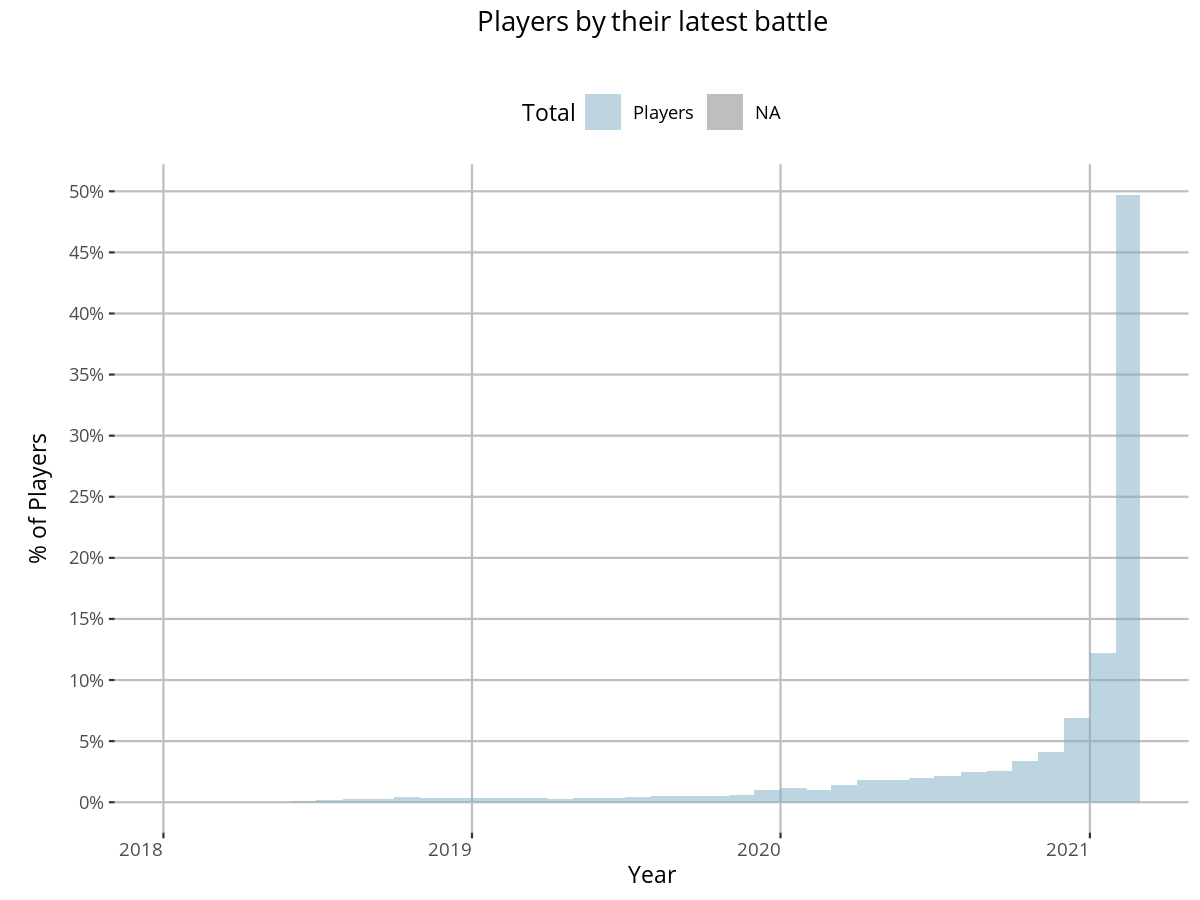 Players by their latest battle
Total Players NA
% of Players
50%
45%
40%
35%
30%
25%
20%
15%
10%
5%
0%
2018 2019 2020 2021
Year